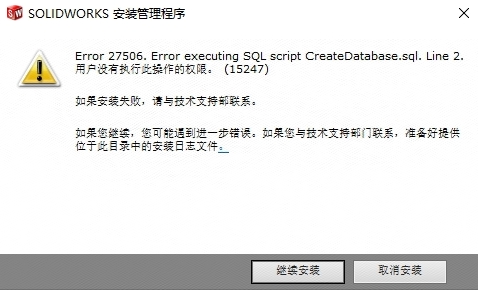 SOLIDWORKS 安装管理程序
Error 27506. Error executing SQL script CreateDatabase.sql. Line 2.
用户没有执行此操作的权限。 (15247)
如果安装失败，请与技术支持部联系。
如果您继续，您可能遇到进一步错误。如果您与技术支持部门联系，准备好提供
位于此目录中的安装日志文件。
继续安装
取消安装